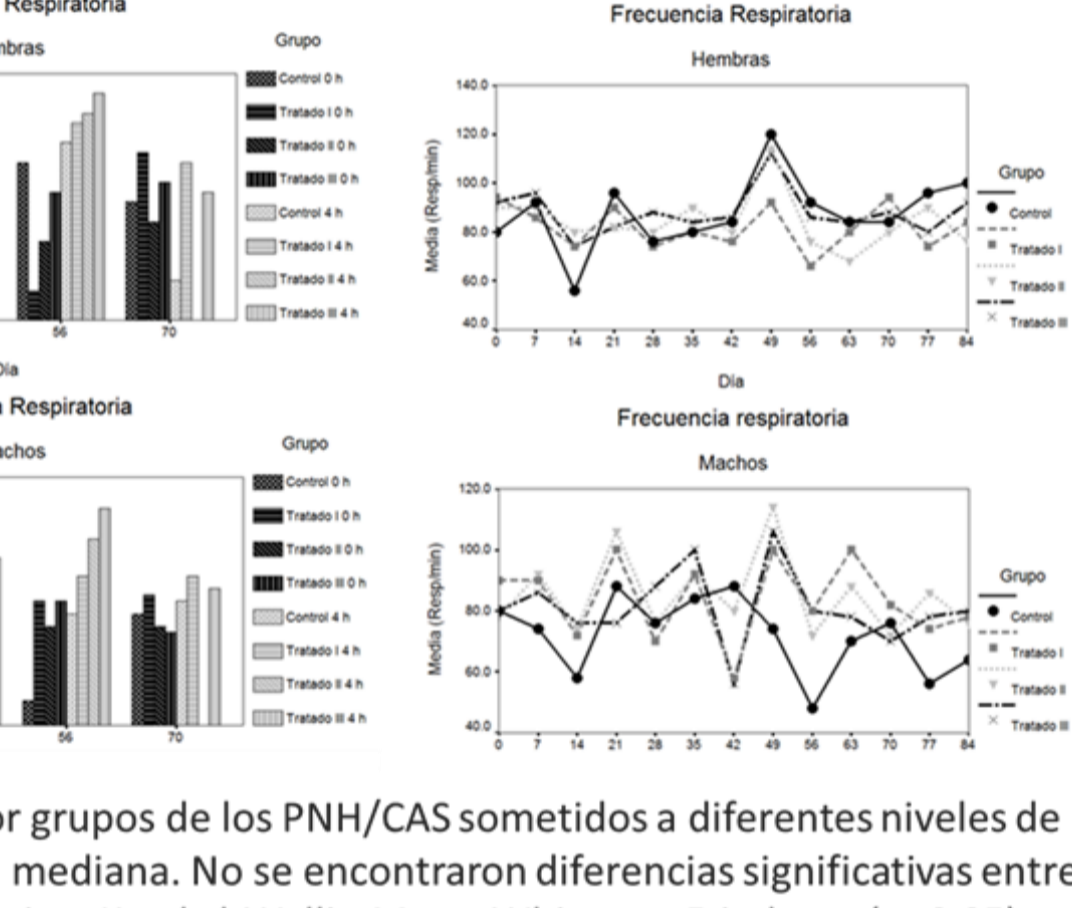 Respiratoria
mbras
Grupo
Control 0 h
Tratado I 0 h
Tratado II 0 h
Tratado III 0 h
Control 4 h
Tratado I 4 h
Tratado II 4 h
Tratado III 4 h
56 70
Dia
Frecuencia Respiratoria
Hembras
Media (Resp/min)
140.0
120.0
100.0
80.0
60.0
40.0
0 7 14 21 28 35 42 49 56 63 70 77 84
Dia
Grupo
Control
Tratado I
Tratado II
Tratado III
Respiratoria
achos
Grupo
Control 0 h
Tratado I 0 h
Tratado II 0 h
Tratado III 0 h
Control 4 h
Tratado I 4 h
Tratado II 4 h
Tratado III 4 h
56 70
Frecuencia respiratoria
Machos
Media (Resp/min)
120.0
100.0
80.0
60.0
40.0
0 7 14 21 28 35 42 49 56 63 70 77 84
Grupo
Control
Tratado I
Tratado II
Tratado III
or grupos de los PNH/CAS sometidos a diferentes niveles de
mediana. No se encontraron diferencias significativas entre